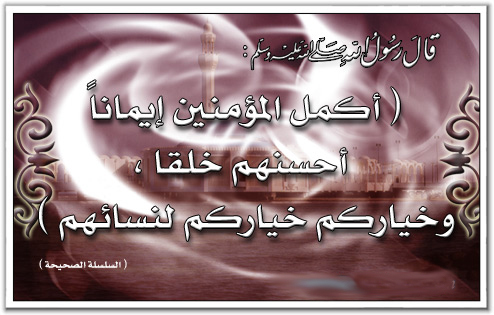 قال رسول الله صلى الله عليه وسلم :
( أكمل المؤمنين إيماناً
أحسنهم خلقا ،
وخياركم خياركم لنسائهم )
( السلسلة الصحيحة )